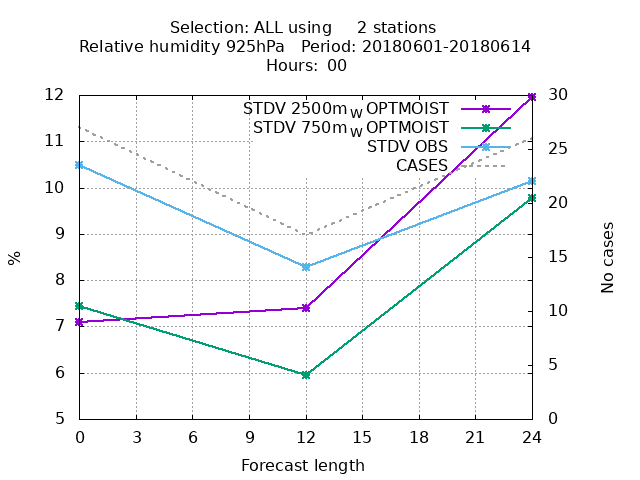 Selection: ALL using 2 stations
Relative humidity 925hPa Period: 20180601-20180614
Hours: 00
STDV 2500m_W OPTMOIST
STDV 750m_W OPTMOIST
STDV OBS
CASES
12
11
10
9
8
7
6
5
%
30
25
20
15
10
5
0
No cases
0 3 6 9 12 15 18 21 24
Forecast length